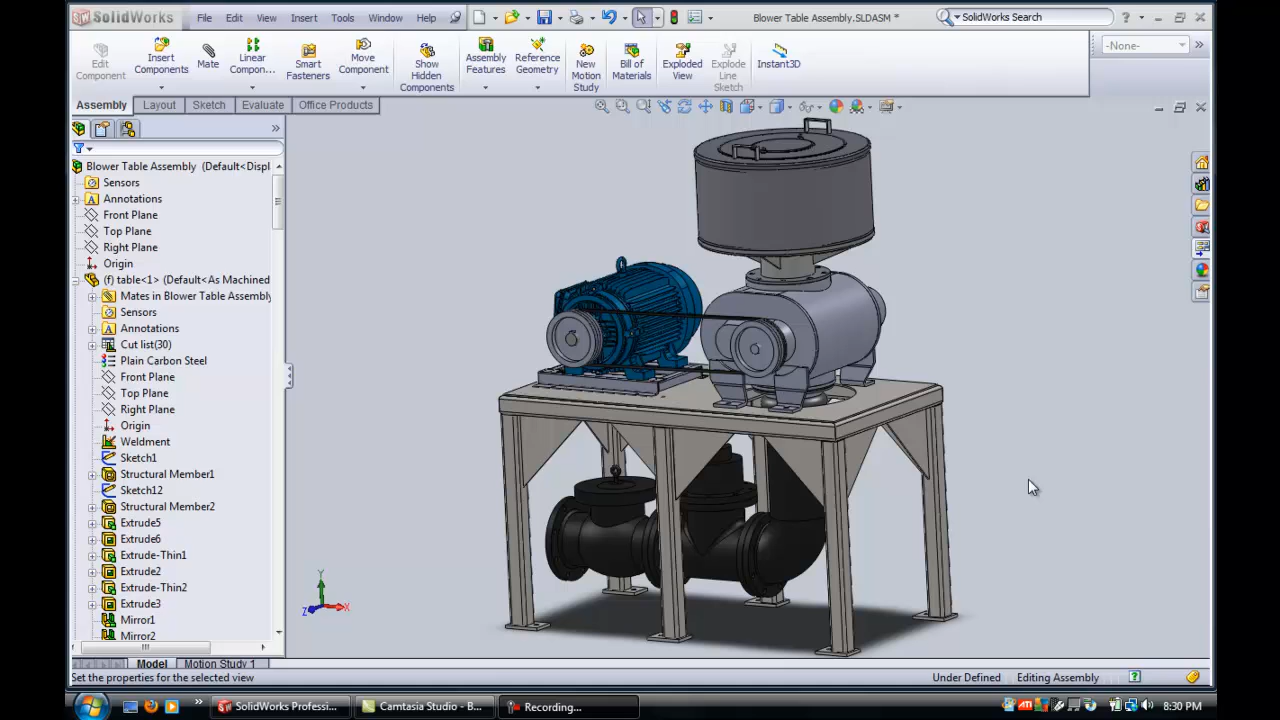 SolidWorks File Edit View Insert Tools Window Help Blower Table Assembly.SLDASM * SolidWorks Search
Edit Component
Insert Components
Mate
Linear Compon...
Smart Fasteners
Move Component
Show Hidden Components
Assembly Features
Reference Geometry
New Motion Study
Bill of Materials
Exploded View
Explode Line Sketch
Instant3D
-None-
Assembly Layout Sketch Evaluate Office Products
Blower Table Assembly (Default<Displ
Sensors
Annotations
Front Plane
Top Plane
Right Plane
Origin
(f) table<1> (Default<As Machined
Mates in Blower Table Assembly
Sensors
Annotations
Cut list(30)
Plain Carbon Steel
Front Plane
Top Plane
Right Plane
Origin
Weldment
Sketch1
Structural Member1
Sketch12
Structural Member2
Extrude5
Extrude6
Extrude-Thin1
Extrude2
Extrude-Thin2
Extrude3
Mirror1
Mirror2
Y
Z X
Model Motion Study 1
Set the properties for the selected view Under Defined Editing Assembly
SolidWorks Professi... Camtasia Studio - B... Recording... ATI 8:30 PM